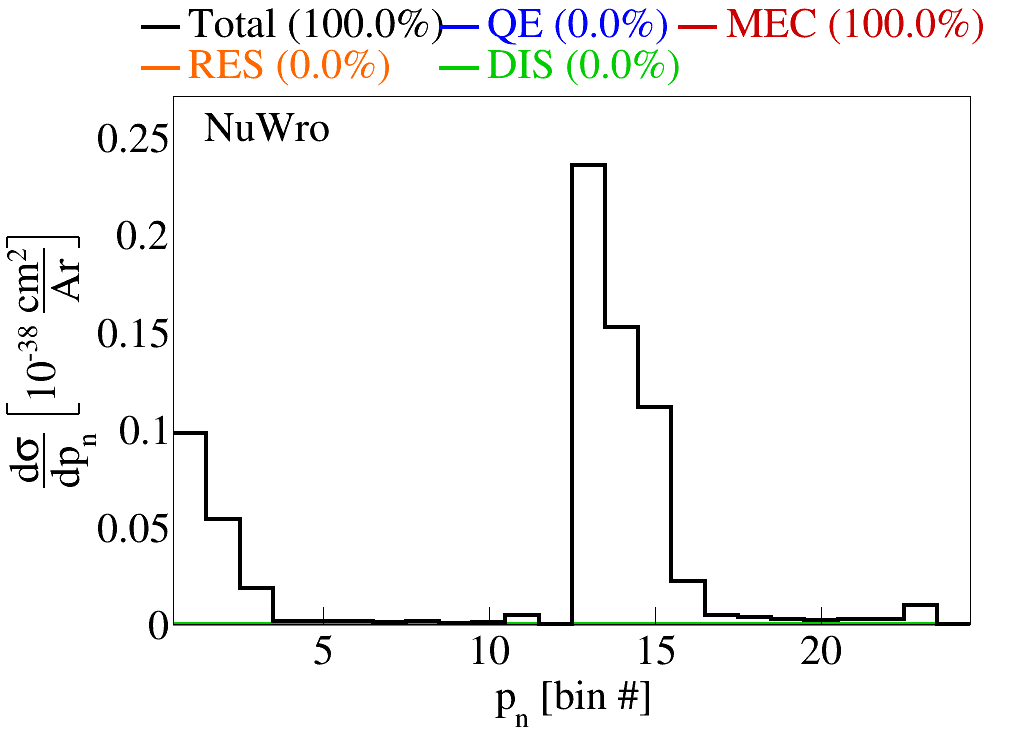 Total (100.0%) QE (0.0%) MEC (100.0%)
RES (0.0%) DIS (0.0%)
NuWro
0.25
0.2
0.15
0.1
0.05
0
5 10 15 20
p_n [bin #]
dσ/dp_n [10^-38 cm^2/Ar]